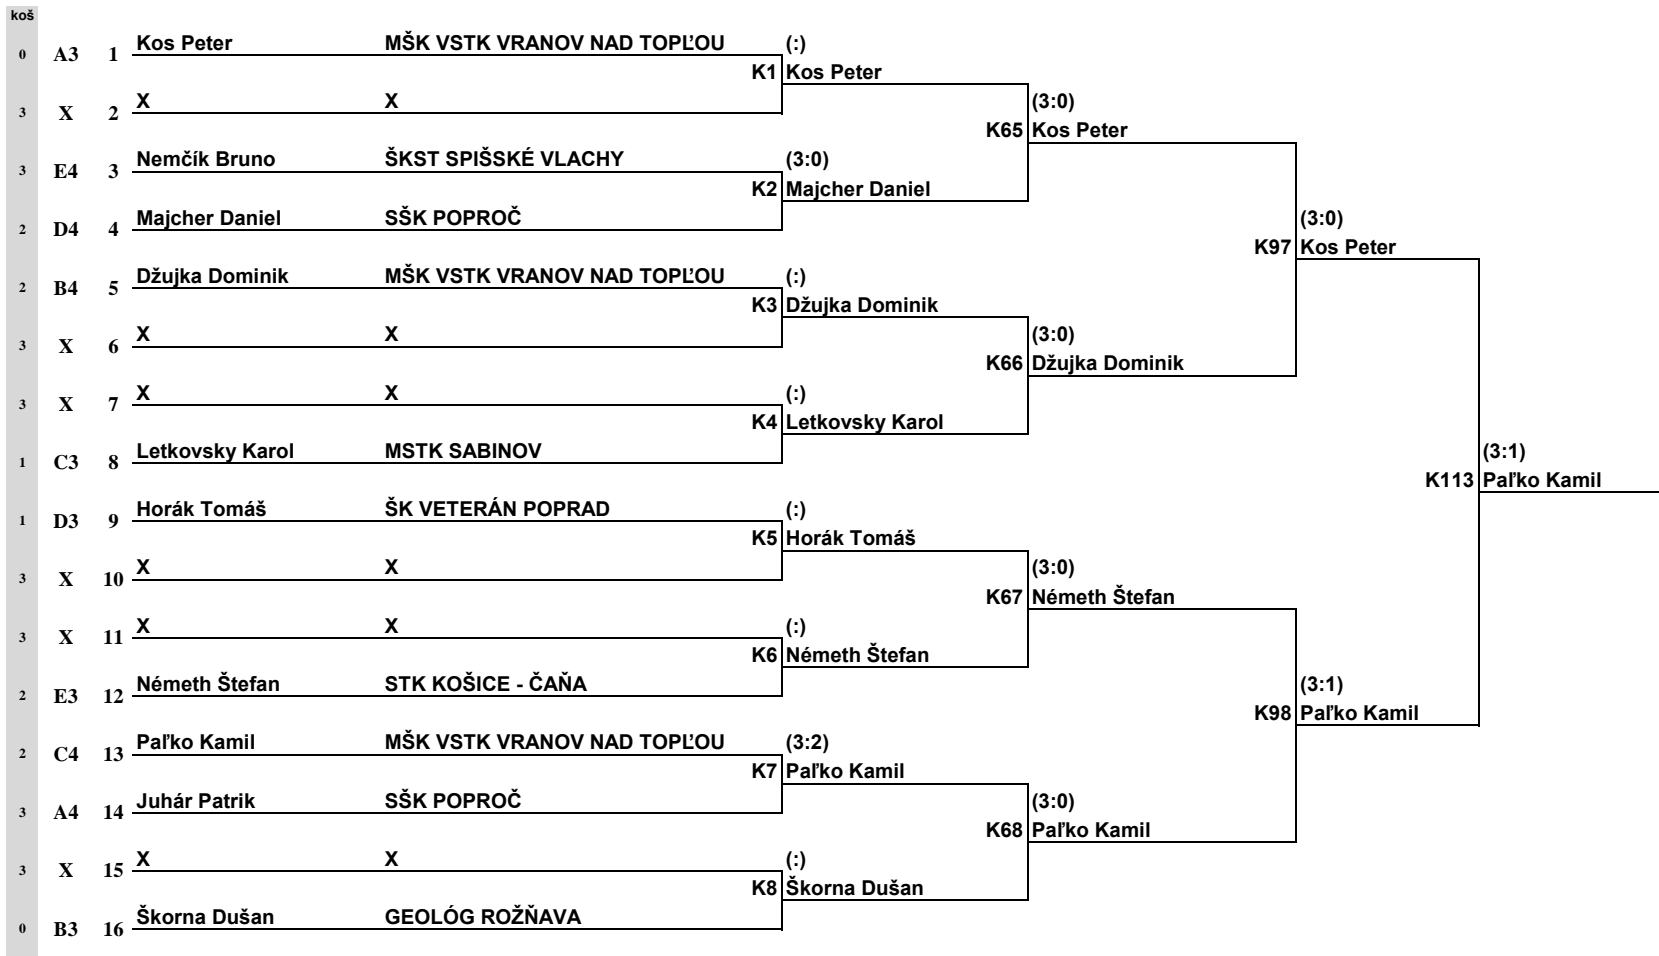 koš
0 A3 1 Kos Peter MŠK VSTK VRANOV NAD TOPĽOU (:)
K1 Kos Peter
3 X 2 X X (3:0)
K65 Kos Peter
3 E4 3 Nemčík Bruno ŠKST SPIŠSKÉ VLACHY (3:0)
K2 Majcher Daniel
2 D4 4 Majcher Daniel SŠK POPROČ (3:0)
K97 Kos Peter
2 B4 5 Džujka Dominik MŠK VSTK VRANOV NAD TOPĽOU (:)
K3 Džujka Dominik
3 X 6 X X (3:0)
K66 Džujka Dominik
3 X 7 X X (:)
K4 Letkovsky Karol
1 C3 8 Letkovsky Karol MSTK SABINOV (3:1)
K113 Paľko Kamil
1 D3 9 Horák Tomáš ŠK VETERÁN POPRAD (:)
K5 Horák Tomáš
3 X 10 X X (3:0)
K67 Németh Štefan
3 X 11 X X (:)
K6 Németh Štefan
2 E3 12 Németh Štefan STK KOŠICE - ČAŇA (3:1)
K98 Paľko Kamil
2 C4 13 Paľko Kamil MŠK VSTK VRANOV NAD TOPĽOU (3:2)
K7 Paľko Kamil
3 A4 14 Juhár Patrik SŠK POPROČ (3:0)
K68 Paľko Kamil
3 X 15 X X (:)
K8 Škorna Dušan
0 B3 16 Škorna Dušan GEOLÓG ROŽŇAVA